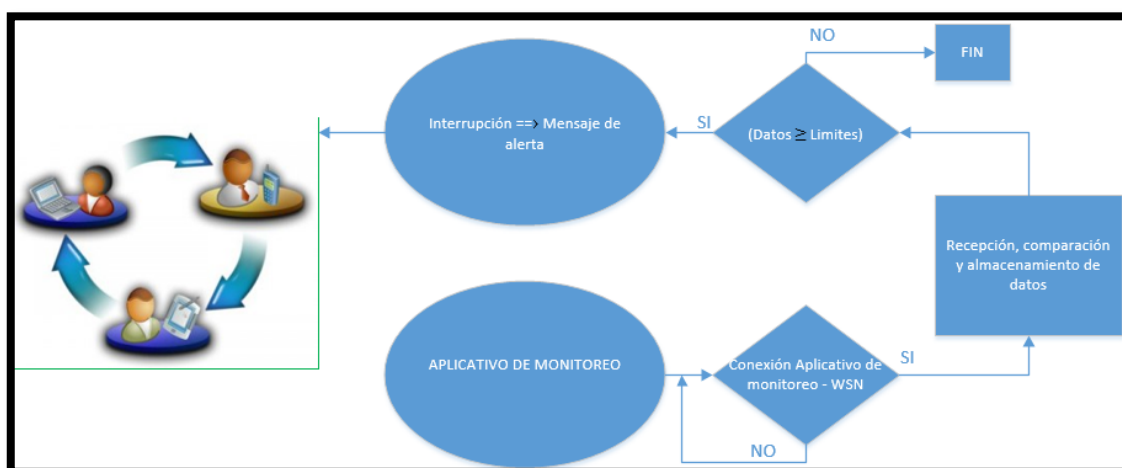 NO
FIN
Interrupción ==> Mensaje de
alerta
SI
(Datos ≥ Limites)
Recepción, comparación
y almacenamiento de
datos
APLICATIVO DE MONITOREO
Conexión Aplicativo de
monitoreo - WSN
SI
NO